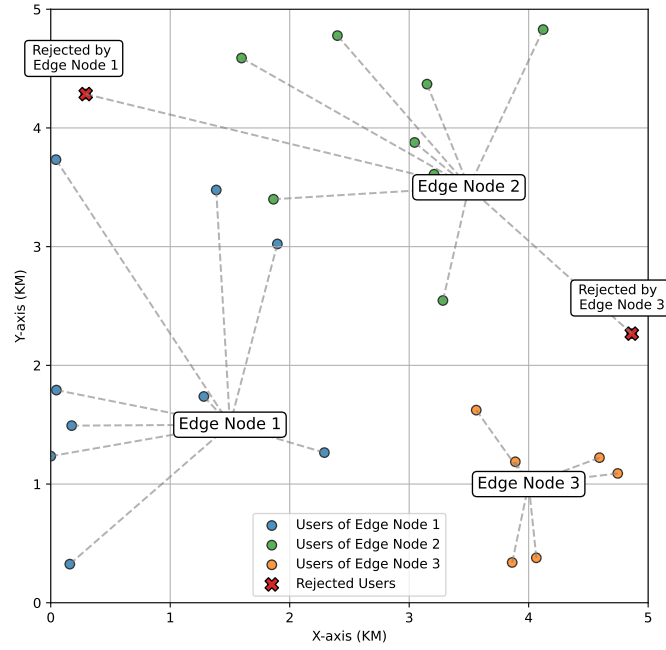 5
Rejected by
Edge Node 1
4
Edge Node 2
3
Rejected by
Edge Node 3
Y-axis (KM)
2
Edge Node 1
1
Edge Node 3
Users of Edge Node 1
Users of Edge Node 2
Users of Edge Node 3
Rejected Users
0
0 1 2 3 4 5
X-axis (KM)